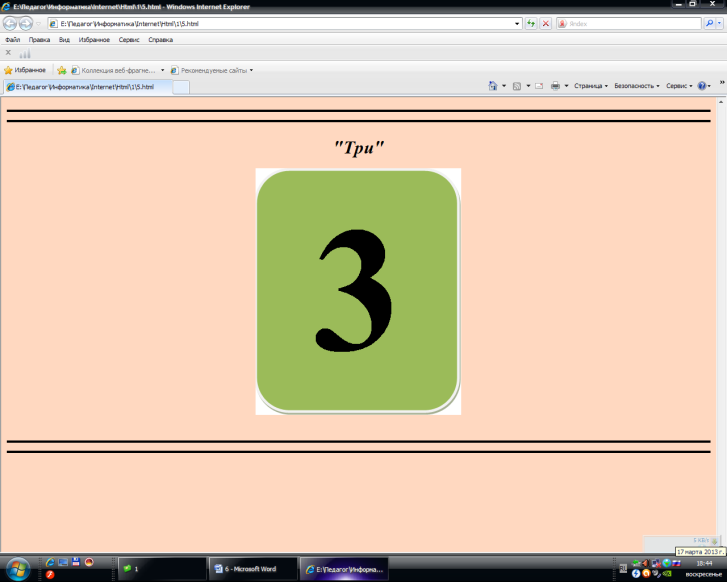 E:\Педагог\Информатика\Internet\Html\1\5.html - Windows Internet Explorer
E:\Педагог\Информатика\Internet\Html\1\5.html
Яndex
Файл Правка Вид Избранное Сервис Справка
X
Избранное Коллекция веб-фрагме... Рекомендуемые сайты
E:\Педагог\Информатика\Internet\Html\1\5.html
Страница Безопасность Сервис
"Три"
3
17 марта 2013 г.
1
6 - Microsoft Word
E:\Педагог\Информа...
18:44
воскресенье